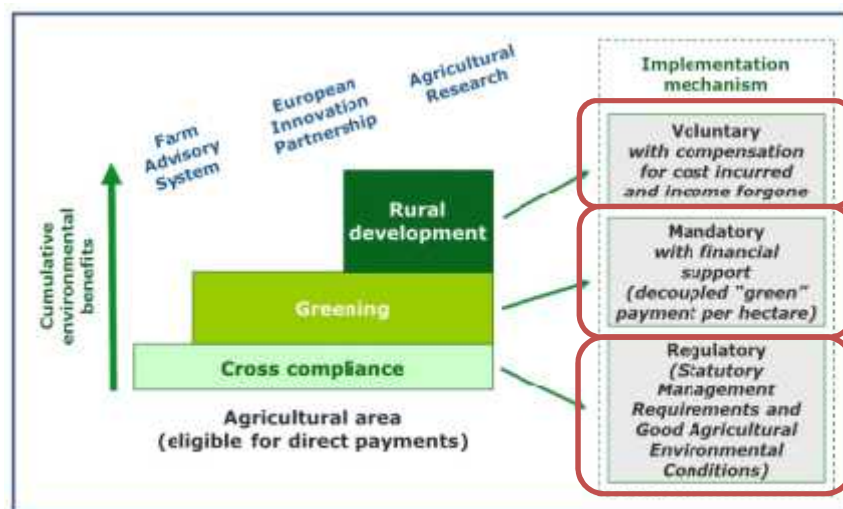 Farm
Advisory
System
European
Innovation
Partnership
Agricultural
Research
Cumulative
environmental
benefits
Rural
development
Greening
Cross compliance
Agricultural area
(eligible for direct payments)
Implementation
mechanism
Voluntary
with compensation
for cost incurred
and income forgone
Mandatory
with financial
support
(decoupled "green"
payment per hectare)
Regulatory
(Statutory
Management
Requirements and
Good Agricultural
Environmental
Conditions)